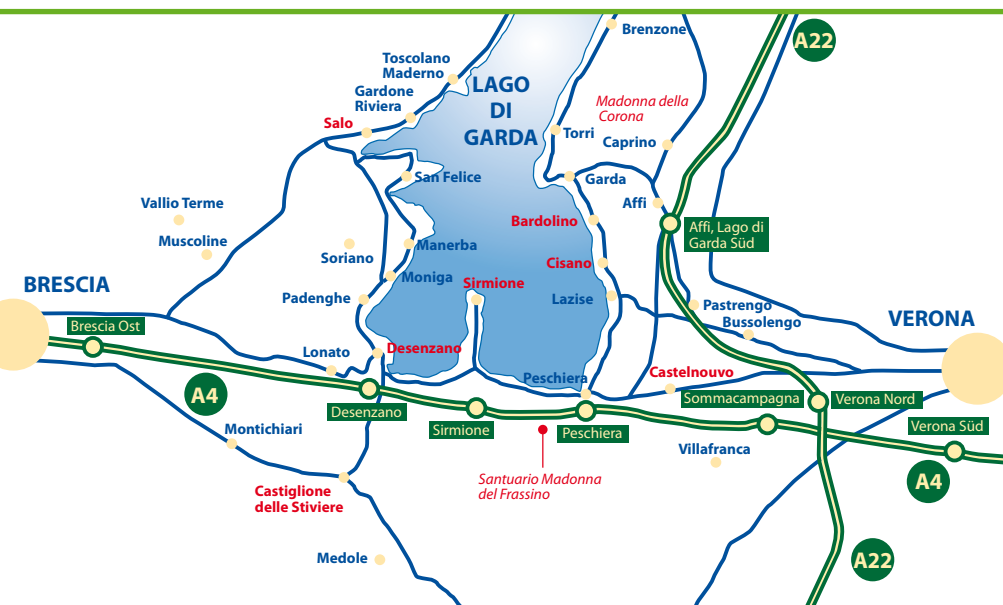 Brenzone
A22
Toscolano
Maderno
LAGO
DI
GARDA
Gardone
Riviera
Madonna della
Corona
Salo
Torri
Caprino
San Felice
Garda
Vallio Terme
Affi
Bardolino
Affi, Lago di
Garda Süd
Muscoline
Manerba
Soriano
Cisano
Moniga
Sirmione
BRESCIA
Padenghe
Lazise
Pastrengo
Bussolengo
VERONA
Brescia Ost
Lonato
Desenzano
Peschiera
Castelnouvo
A4
Desenzano
Sommacampagna
Verona Nord
Sirmione
Peschiera
Verona Süd
Montichiari
Villafranca
Santuario Madonna
del Frassino
A4
Castiglione
delle Stiviere
Medole
A22